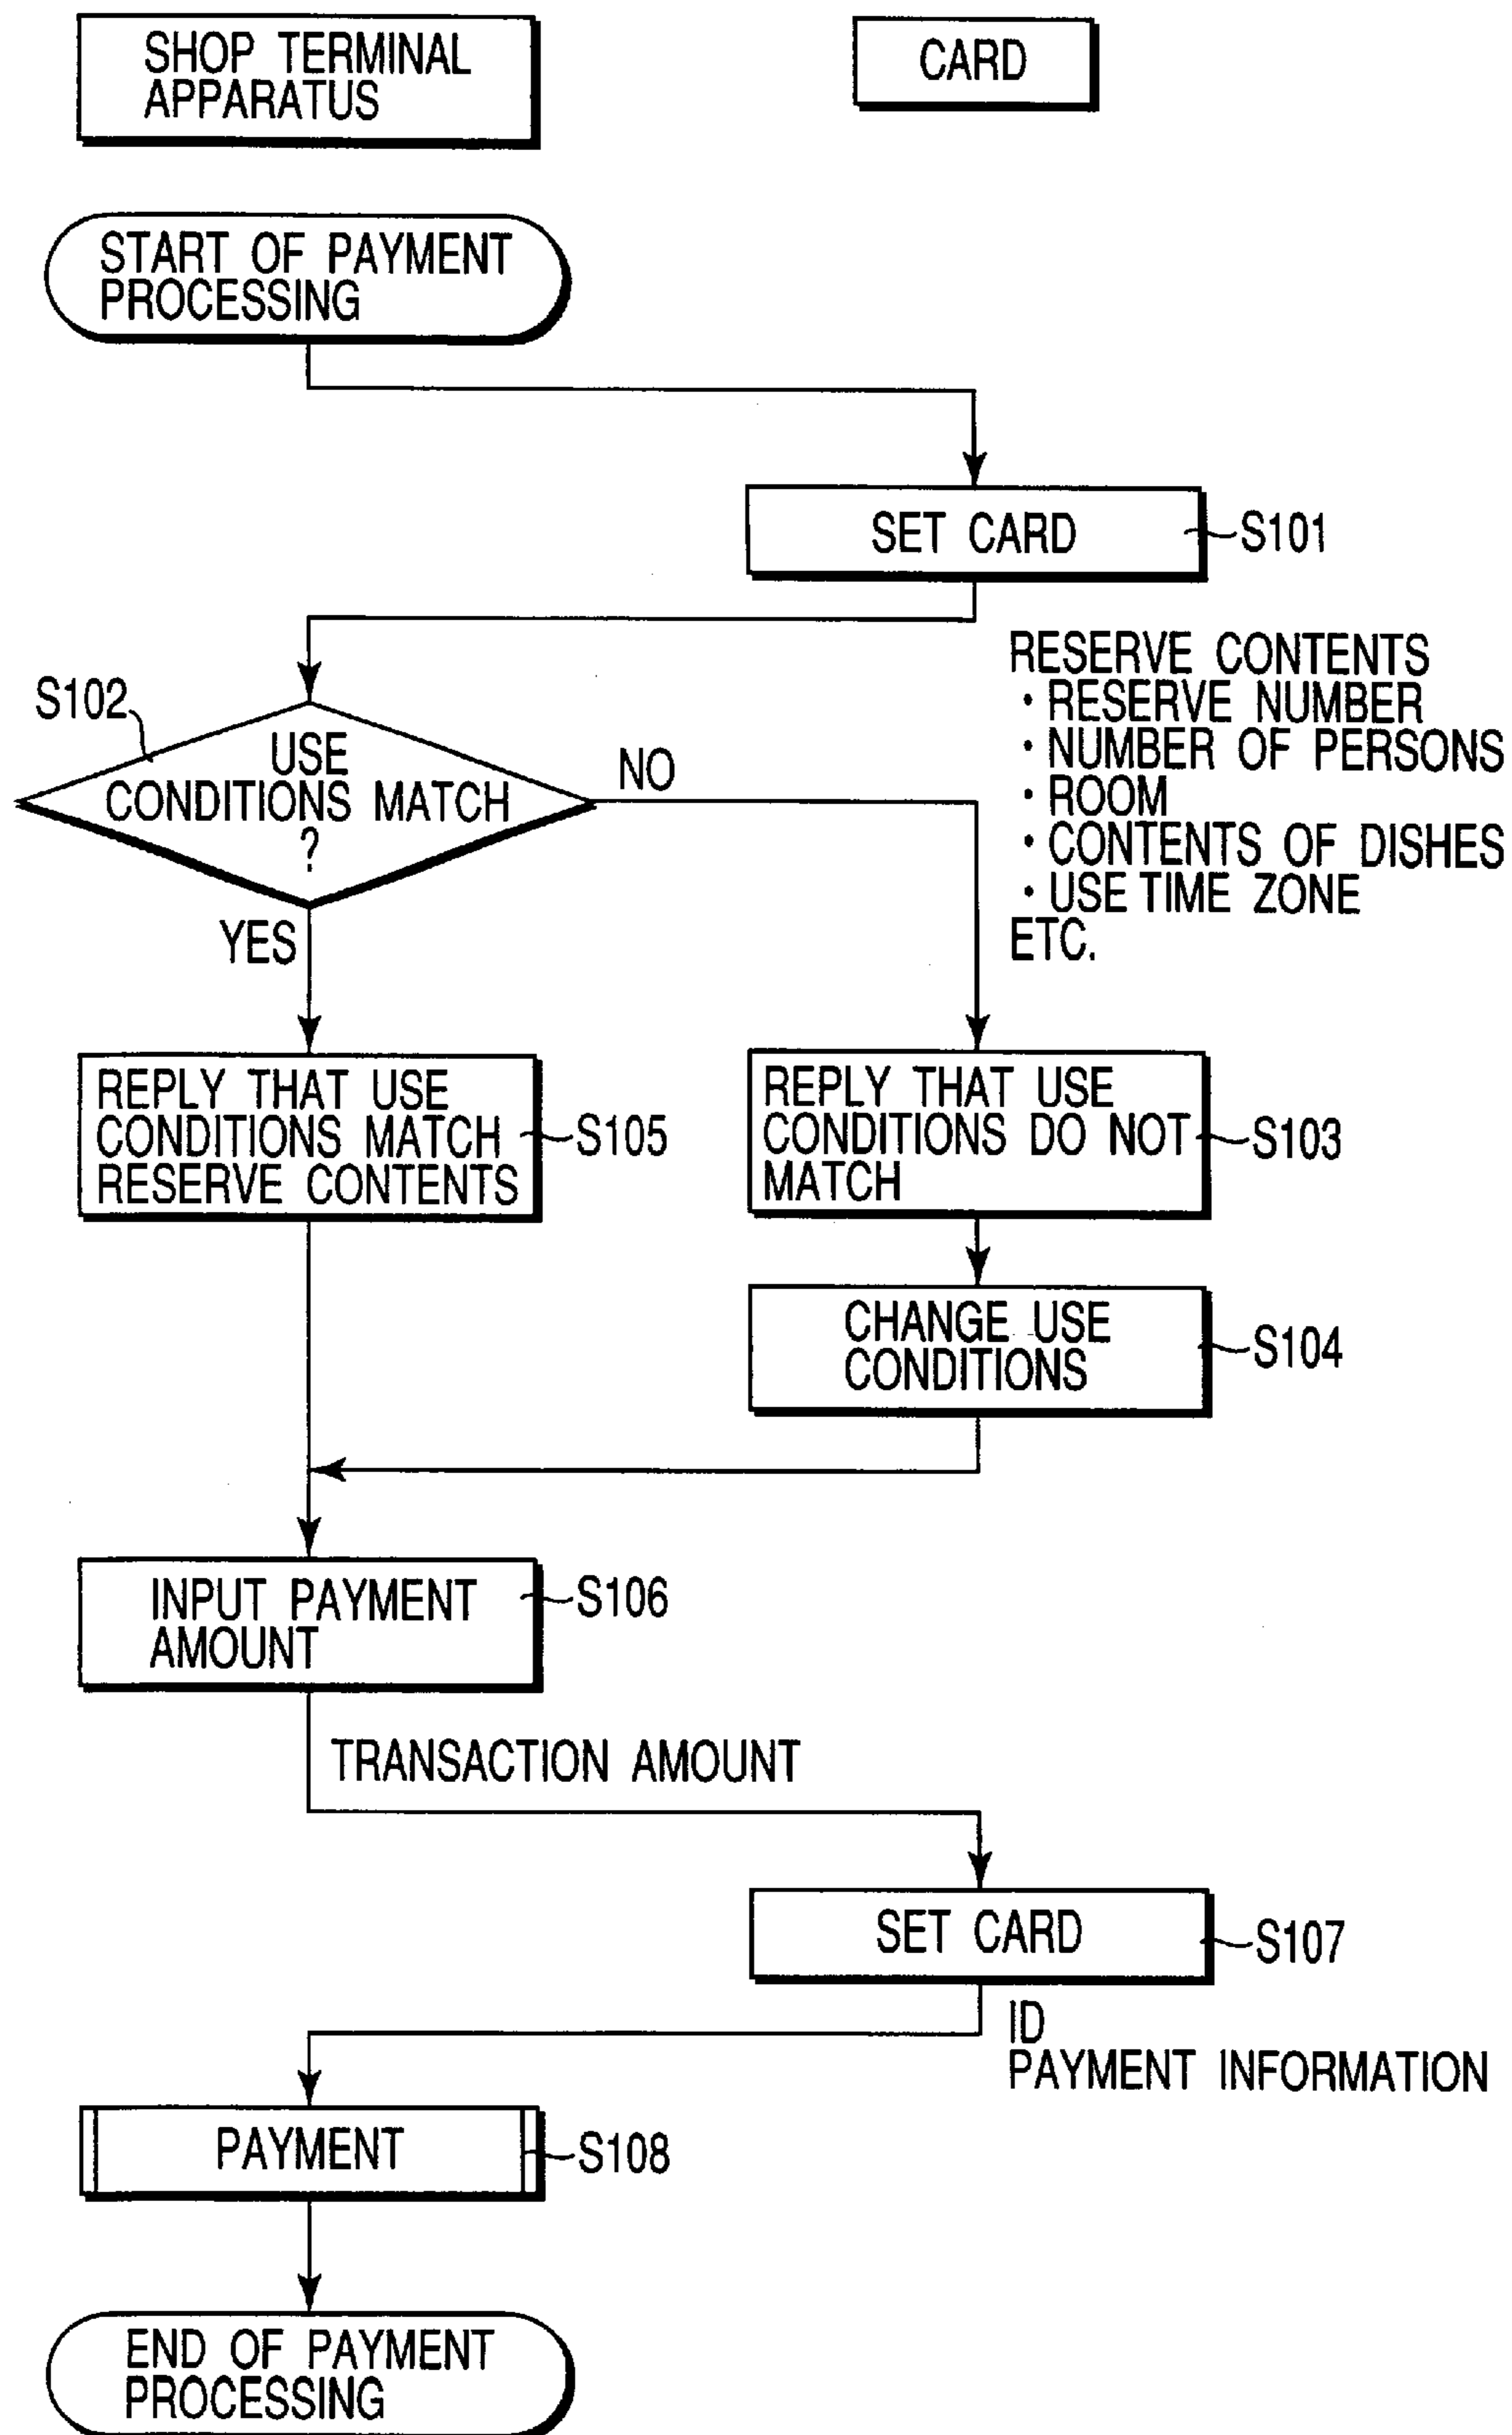 SHOP TERMINAL
APPARATUS
CARD
START OF PAYMENT
PROCESSING
SET CARD
S101
RESERVE CONTENTS
・RESERVE NUMBER
・NUMBER OF PERSONS
・ROOM
・CONTENTS OF DISHES
・USE TIME ZONE
ETC.
S102
USE
CONDITIONS MATCH
?
NO
YES
REPLY THAT USE
CONDITIONS MATCH
RESERVE CONTENTS
S105
REPLY THAT USE
CONDITIONS DO NOT
MATCH
S103
CHANGE USE
CONDITIONS
S104
INPUT PAYMENT
AMOUNT
S106
TRANSACTION AMOUNT
SET CARD
S107
ID
PAYMENT INFORMATION
PAYMENT
S108
END OF PAYMENT
PROCESSING